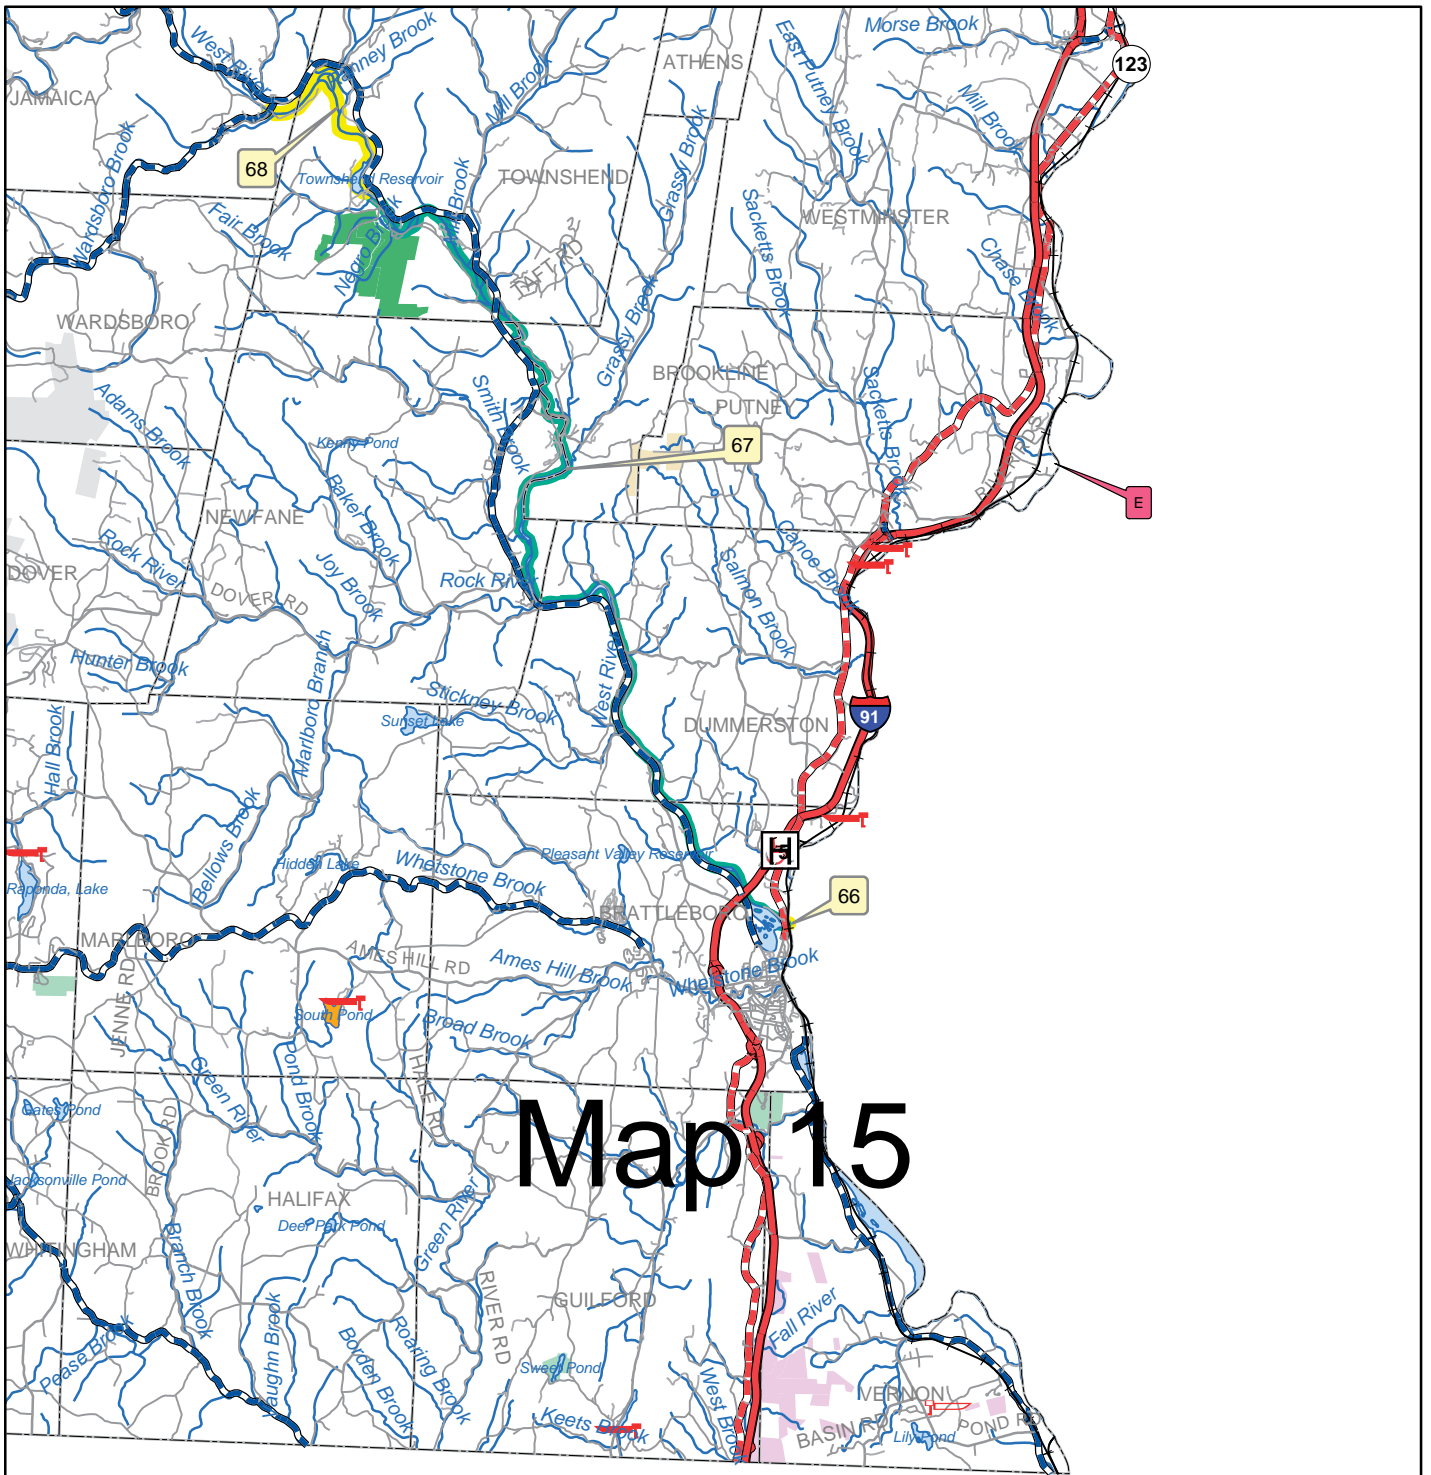 West River
Ranney Brook
Morse Brook
ATHENS
East Putney Brook
123
JAMAICA
Mill Brook
Mill Brook
Wardsboro Brook
68
Townshend Reservoir
TOWNSHEND
Grassy Brook
Fair Brook
Negro Brook
Mill Brook
Sacketts Brook
WESTMINSTER
TAFT RD
Chase Brook
WARDSBORO
Grassy Brook
BROOKLINE
PUTNEY
Sacketts Brook
Adams Brook
Smith Brook
Kenny Pond
67
Baker Brook
E
NEWFANE
Rock River
DOVER
Joy Brook
DOVER RD
Rock River
Canoe Brook
Salmon Brook
Hunter Brook
Marlboro Branch
Stickney Brook
West River
Sunset Lake
DUMMERSTON
91
Hall Brook
Bellows Brook
Hidden Lake
Whetstone Brook
Pleasant Valley Reservoir
H
Raponda, Lake
66
BRATTLEBORO
MARLBORO
AMES HILL RD
Ames Hill Brook
Whetstone Brook
JENNE RD
South Pond
Broad Brook
Green River
Pond Brook
HALE RD
Gates Pond
BROOK RD
Map 15
Jacksonville Pond
HALIFAX
Deer Park Pond
Green River
WHITINGHAM
Branch Brook
GUILFORD
RIVER RD
Fall River
Vaughn Brook
Pease Brook
Borden Brook
Roaring Brook
Sweet Pond
West Brook
VERNON
Keets Brook
BASIN RD
Lily Pond
POND RD